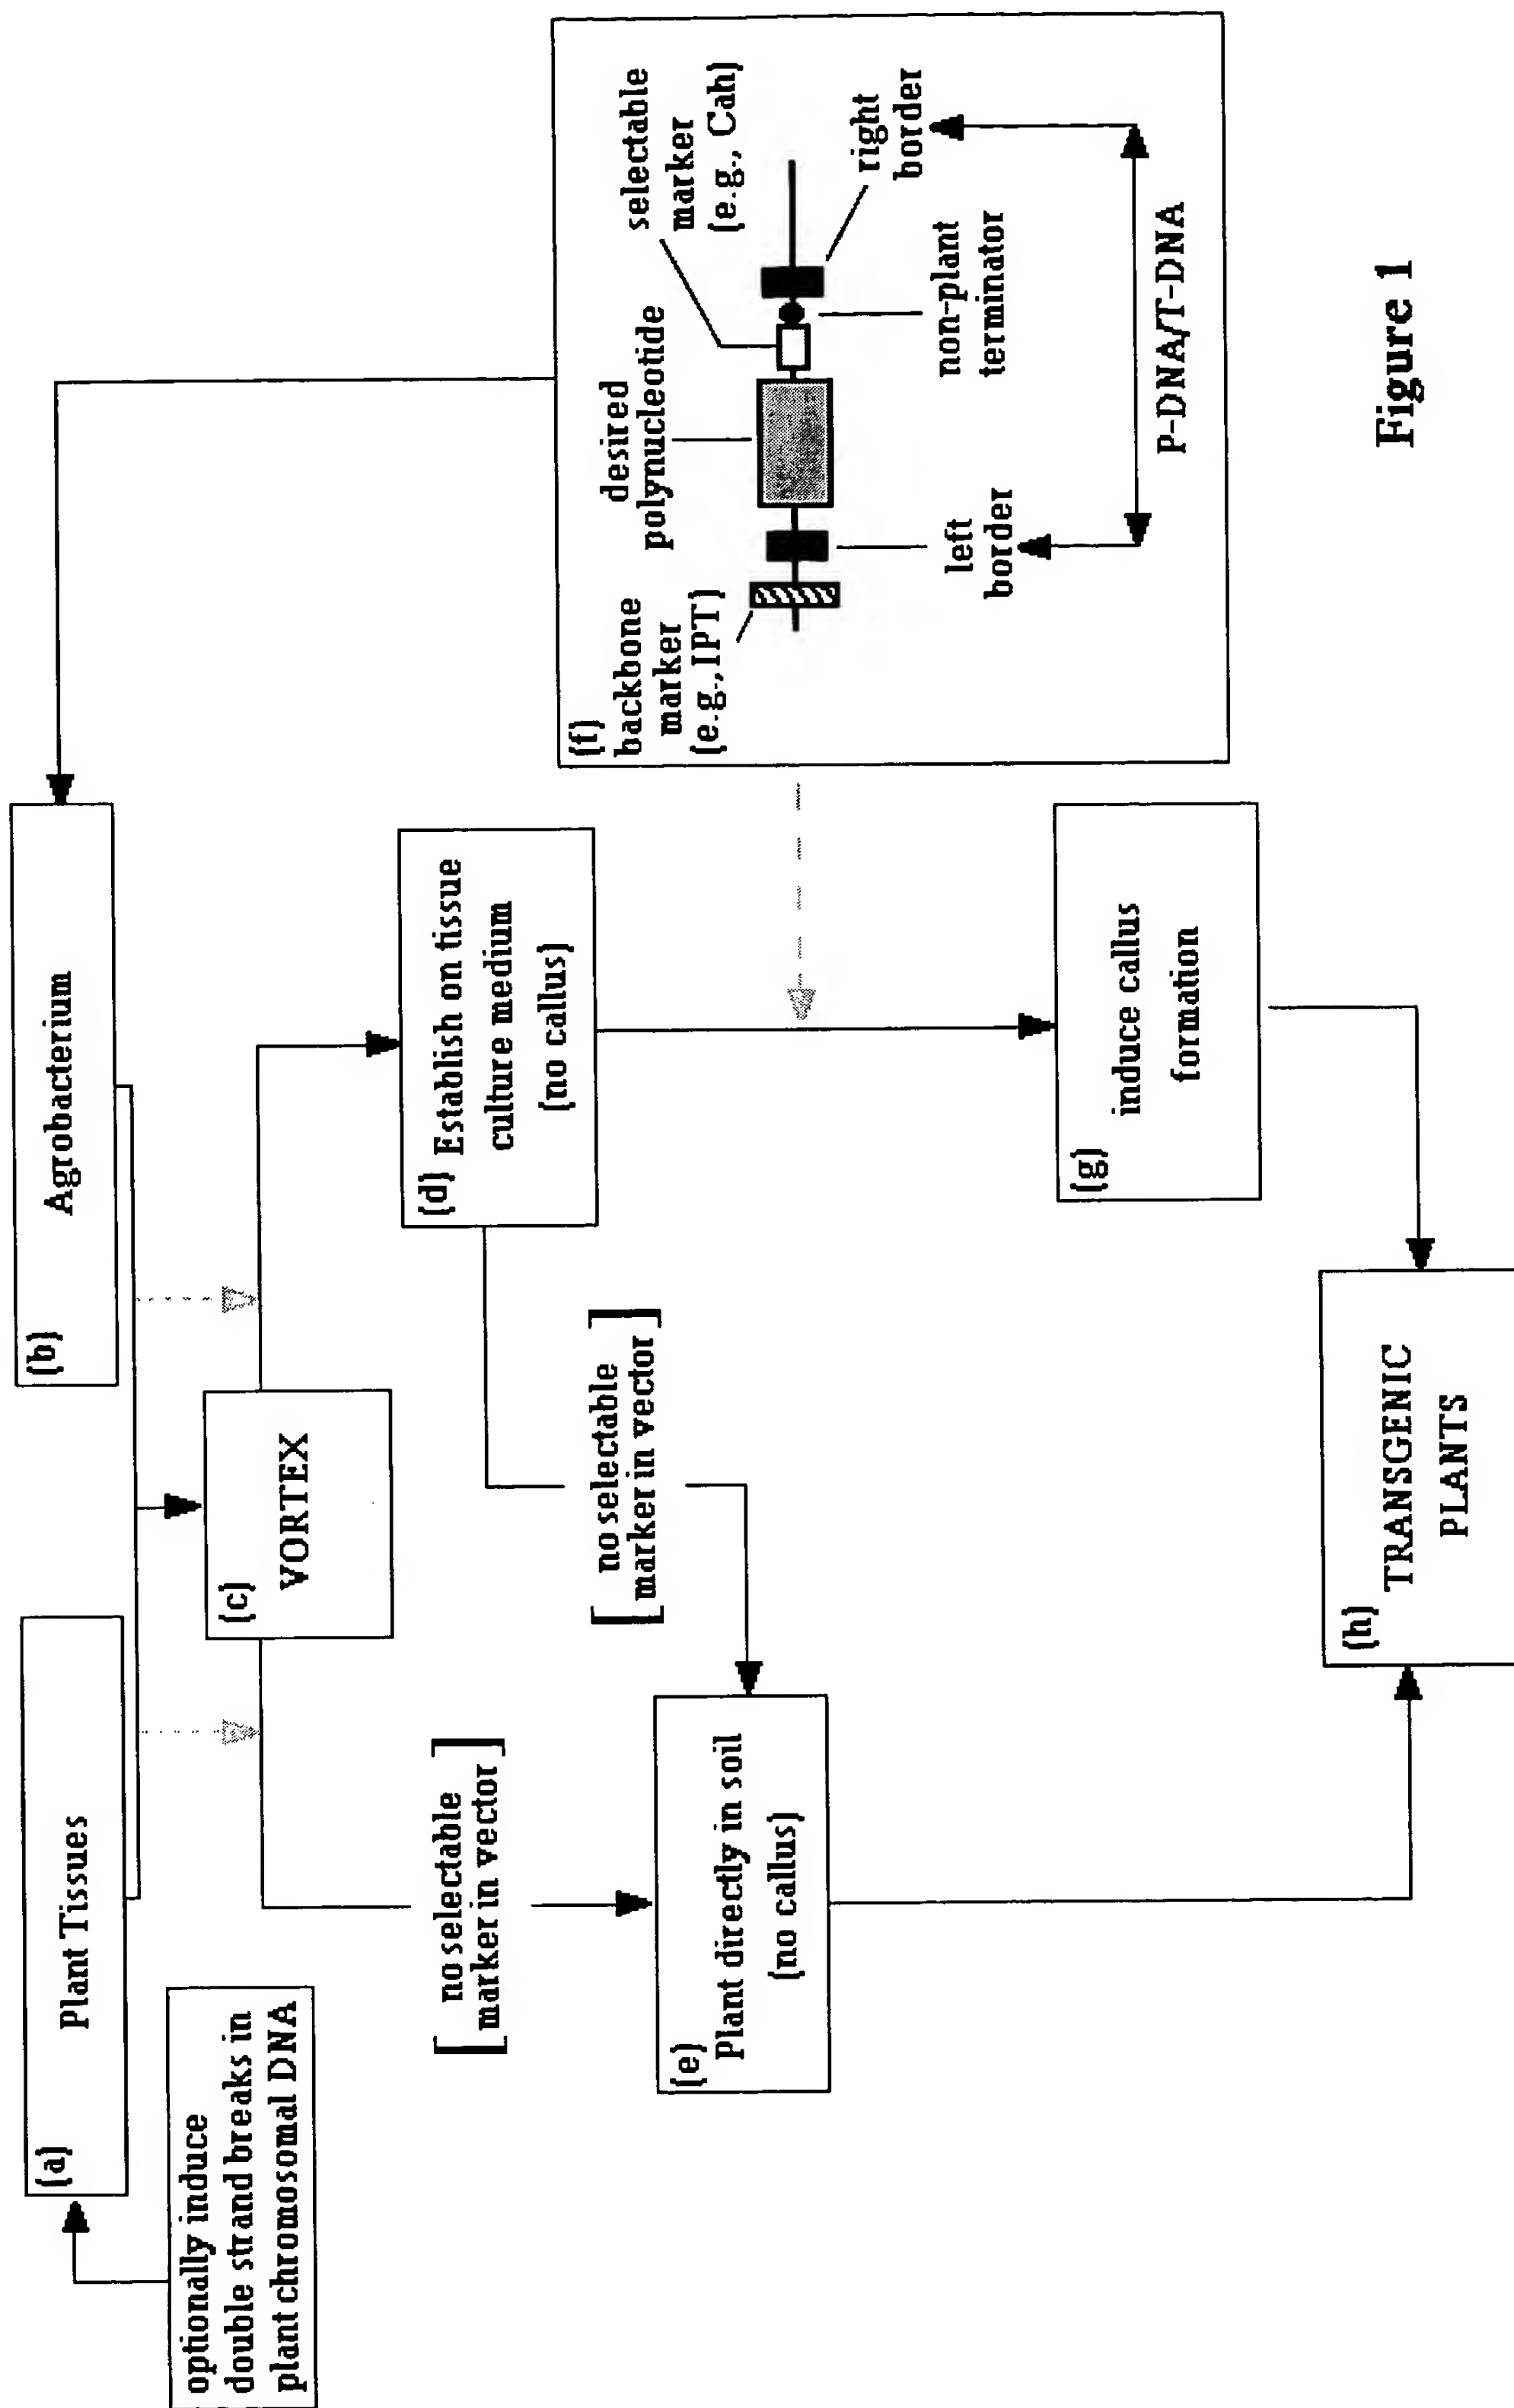 optionally induce
double strand breaks in
plant chromosomal DNA
(a)
Plant Tissues
(b)
Agrobacterium
(c)
VORTEX
(d) Establish on tissue
culture medium
(no callus)
no selectable
marker in vector
no selectable
marker in vector
(e)
Plant directly in soil
(no callus)
(f)
backbone
marker
(e.g.,IPT)
desired
polynucleotide
selectable
marker
(e.g., Cah)
left
border
non-plant
terminator
right
border
P-DNA/T-DNA
(g)
induce callus
formation
(h)
TRANSGENIC
PLANTS
Figure 1